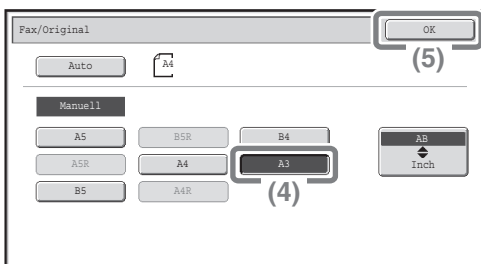 Fax/Original OK
(5)
Auto A4
Manuell
A5 B5R B4 AB
A5R A4 A3 Inch
B5 A4R (4)